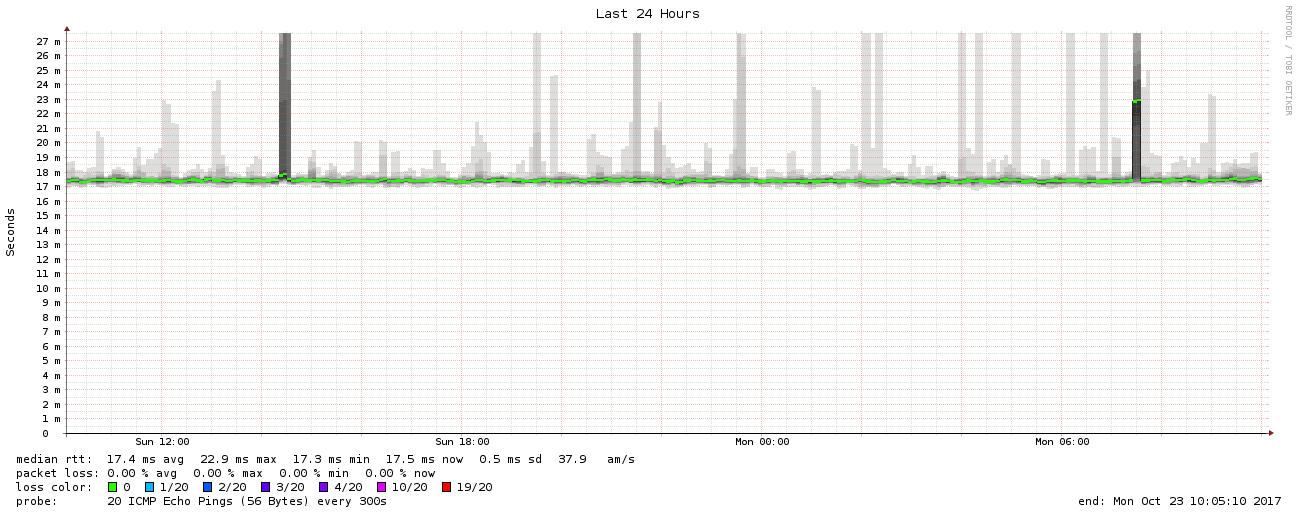 Last 24 Hours
RRDTOOL / TOBI OETIKER
Seconds
27 m
26 m
25 m
24 m
23 m
22 m
21 m
20 m
19 m
18 m
17 m
16 m
15 m
14 m
13 m
12 m
11 m
10 m
9 m
8 m
7 m
6 m
5 m
4 m
3 m
2 m
1 m
0
Sun 12:00 Sun 18:00 Mon 00:00 Mon 06:00
median rtt: 17.4 ms avg 22.9 ms max 17.3 ms min 17.5 ms now 0.5 ms sd 37.9 am/s
packet loss: 0.00 % avg 0.00 % max 0.00 % min 0.00 % now
loss color: 0 1/20 2/20 3/20 4/20 10/20 19/20
probe: 20 ICMP Echo Pings (56 Bytes) every 300s end: Mon Oct 23 10:05:10 2017